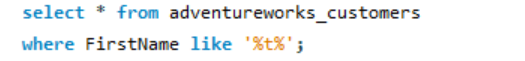 select * from adventureworks_customers
where FirstName like '%t%';